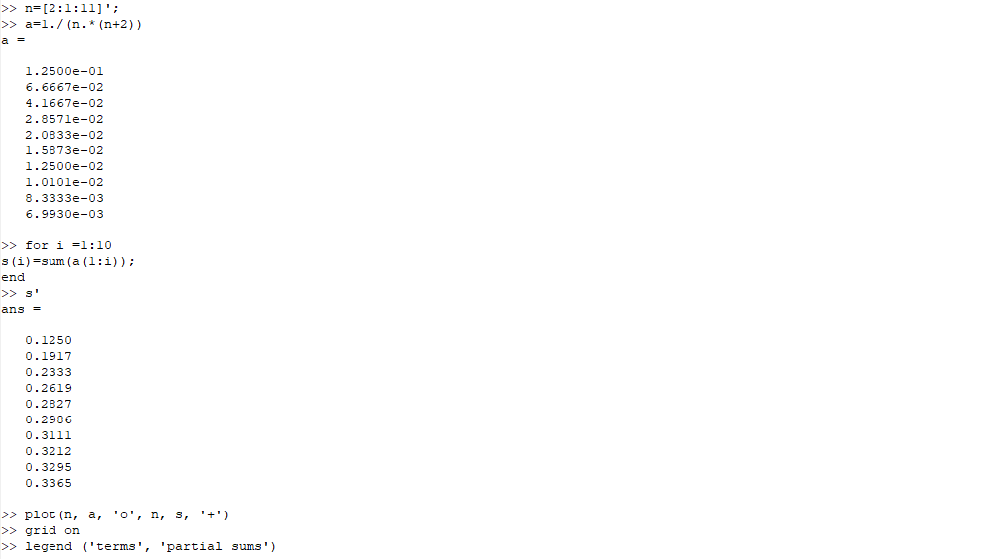 >> n=[2:1:11]';
>> a=1./(n.*(n+2))
a =
1.2500e-01
6.6667e-02
4.1667e-02
2.8571e-02
2.0833e-02
1.5873e-02
1.2500e-02
1.0101e-02
8.3333e-03
6.9930e-03
>> for i =1:10
s(i)=sum(a(1:i));
end
>> s'
ans =
0.1250
0.1917
0.2333
0.2619
0.2827
0.2986
0.3111
0.3212
0.3295
0.3365
>> plot(n, a, 'o', n, s, '+')
>> grid on
>> legend ('terms', 'partial sums')